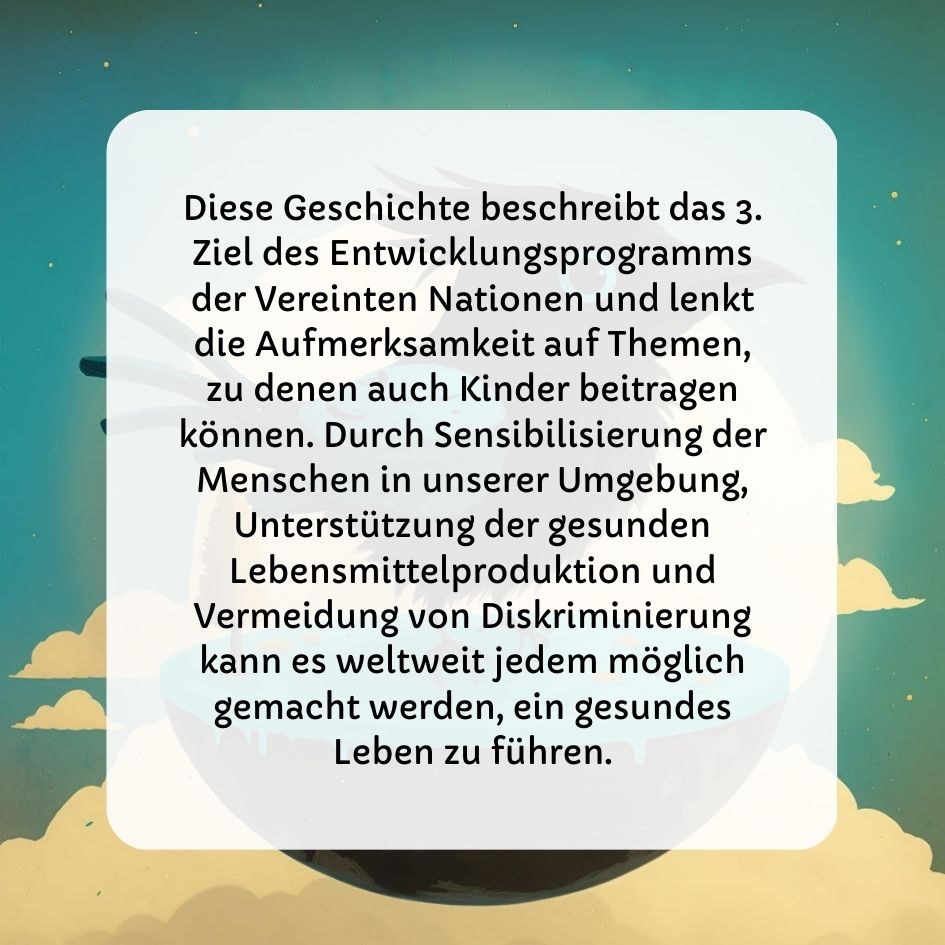 Diese Geschichte beschreibt das 3.
Ziel des Entwicklungsprogramms
der Vereinten Nationen und lenkt
die Aufmerksamkeit auf Themen,
zu denen auch Kinder beitragen
können. Durch Sensibilisierung der
Menschen in unserer Umgebung,
Unterstützung der gesunden
Lebensmittelproduktion und
Vermeidung von Diskriminierung
kann es weltweit jedem möglich
gemacht werden, ein gesundes
Leben zu führen.